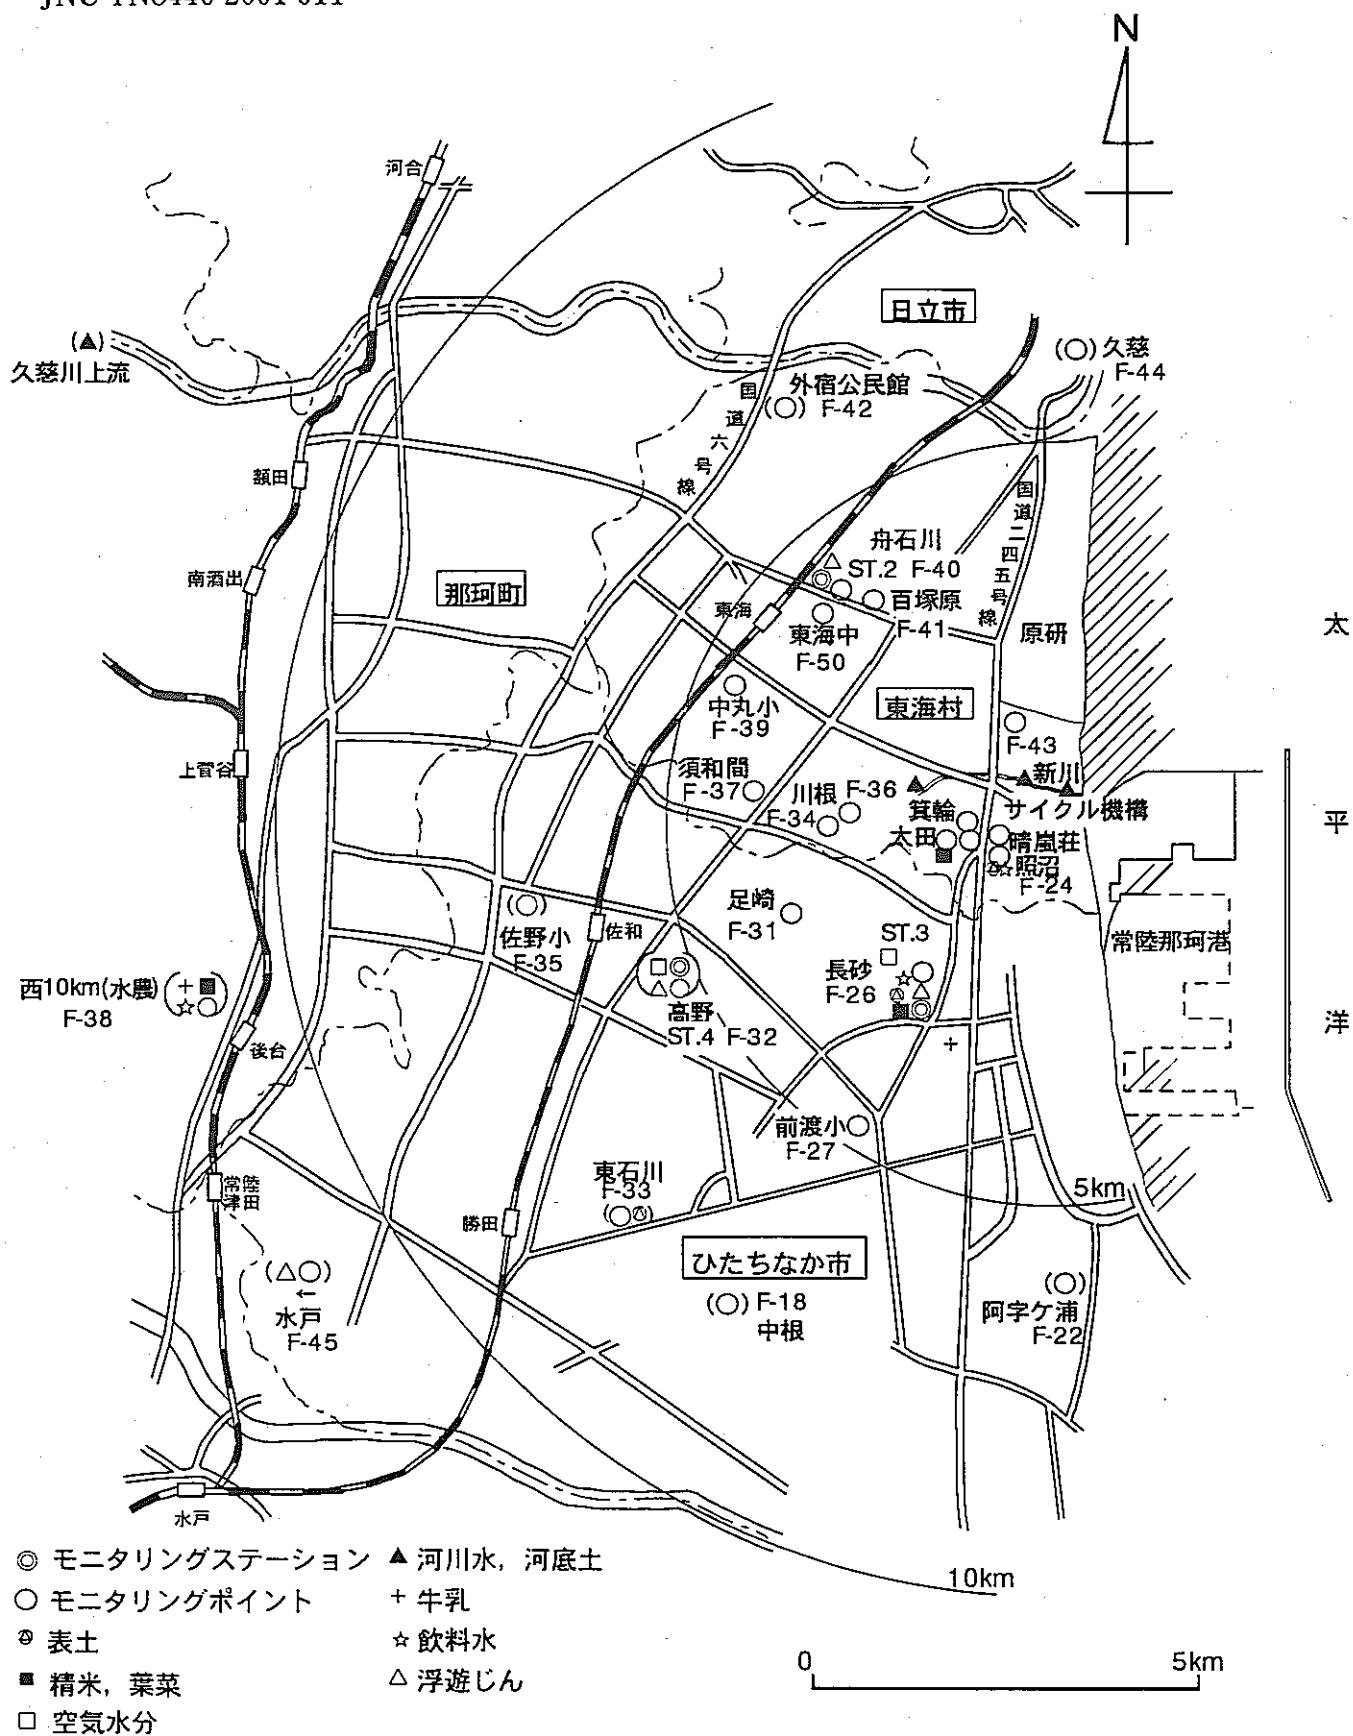 JNC TN8440 2001-011
N
河合
日立市
(▲)
久慈川上流
(○) 久慈
F-44
外宿公民館
(○) F-42
国道六号線
額田
国道二四五号線
舟石川
ST.2 F-40
南酒出
那珂町
東海
百塚原
F-41
東海中
F-50
原研
太平洋
中丸小
F-39
東海村
F-43
上菅谷
須和間
F-37
川根 F-36
F-34
新川
箕輪
サイクル機構
太田
晴嵐荘
照沼
F-24
足崎
F-31
(○)
佐野小
F-35
佐和
ST.3
常陸那珂港
西10km(水農)
F-38
長砂
F-26
高野
ST.4 F-32
後台
前渡小
F-27
東石川
F-33
常陸津田
5km
勝田
ひたちなか市
(△○)
←
水戸
F-45
(○) F-18
中根
(○)
阿字ケ浦
F-22
水戸
10km
◎ モニタリングステーション ▲ 河川水, 河底土
○ モニタリングポイント + 牛乳
表土 ☆ 飲料水
■ 精米, 葉菜 △ 浮遊じん
□ 空気水分
0 5km